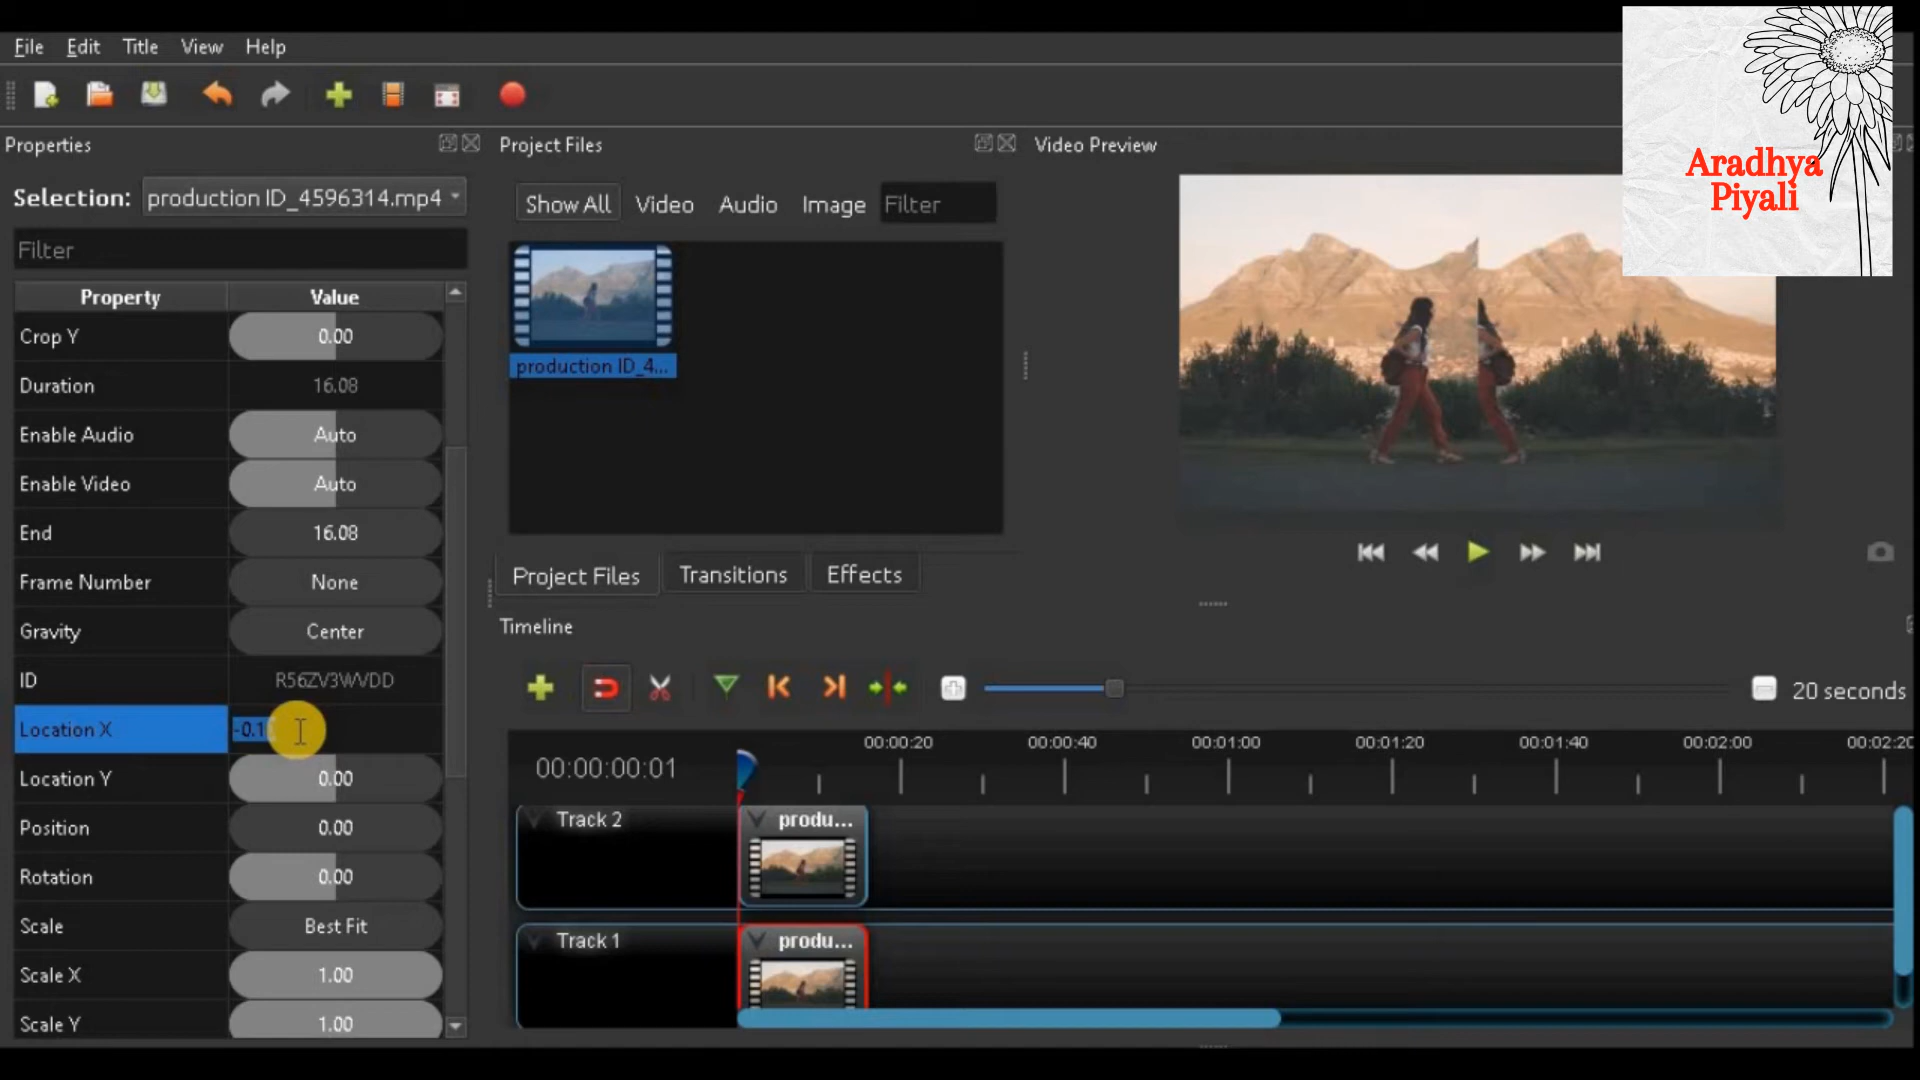 File Edit Title View Help
Aradhya
Piyali
Properties
Selection: production ID_4596314.mp4
Filter
Property Value
Crop Y 0.00
Duration 16.08
Enable Audio Auto
Enable Video Auto
End 16.08
Frame Number None
Gravity Center
ID R56ZV3WVDD
Location X -0.1
Location Y 0.00
Position 0.00
Rotation 0.00
Scale Best Fit
Scale X 1.00
Scale Y 1.00
Project Files
Show All Video Audio Image Filter
production ID_4...
Project Files Transitions Effects
Video Preview
Timeline
20 seconds
00:00:00:01
00:00:20 00:00:40 00:01:00 00:01:20 00:01:40 00:02:00 00:02:20
Track 2 produ...
Track 1 produ...